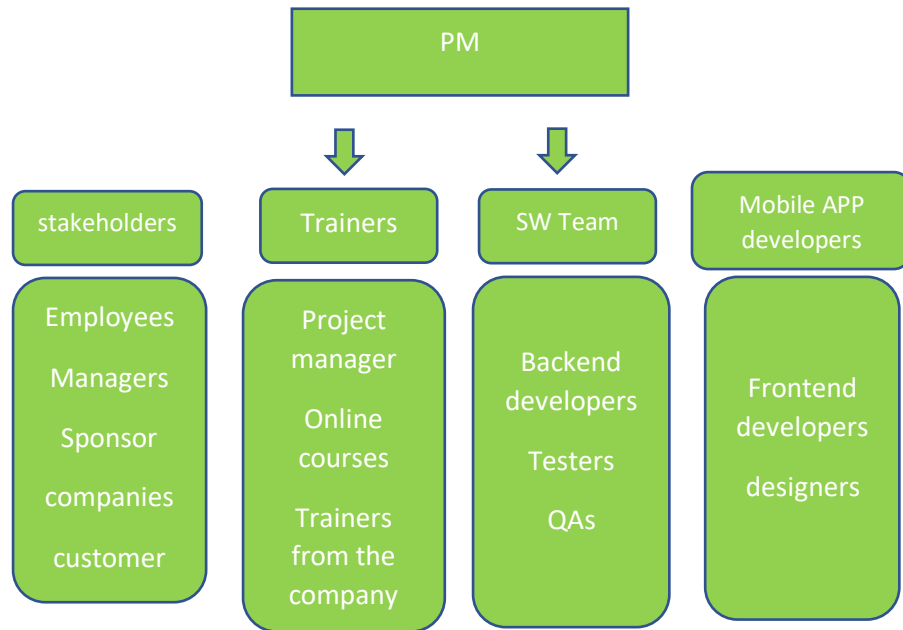 PM
stakeholders
Trainers
SW Team
Mobile APP
developers
Employees
Managers
Sponsor
companies
customer
Project
manager
Online
courses
Trainers
from the
company
Backend
developers
Testers
QAs
Frontend
developers
designers